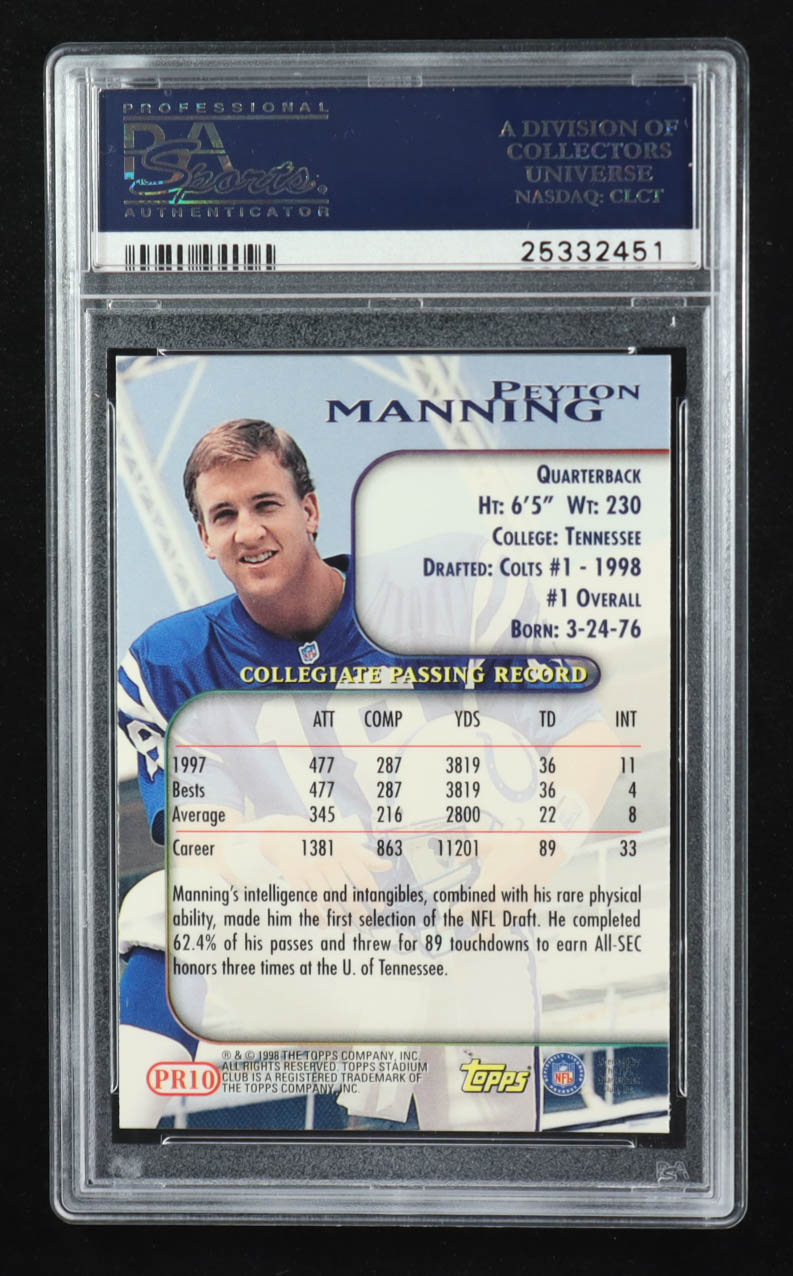 PROFESSIONAL
PSA
Sports®
AUTHENTICATOR
A DIVISION OF
COLLECTORS
UNIVERSE
NASDAQ: CLCT
25332451
PEYTON
MANNING
QUARTERBACK
HT: 6'5" WT: 230
COLLEGE: TENNESSEE
DRAFTED: COLTS #1 - 1998
#1 OVERALL
BORN: 3-24-76
COLLEGIATE PASSING RECORD
ATT COMP YDS TD INT
1997 477 287 3819 36 11
Bests 477 287 3819 36 4
Average 345 216 2800 22 8
Career 1381 863 11201 89 33
Manning's intelligence and intangibles, combined with his rare physical
ability, made him the first selection of the NFL Draft. He completed
62.4% of his passes and threw for 89 touchdowns to earn All-SEC
honors three times at the U. of Tennessee.
PR10
® & © 1998 THE TOPPS COMPANY, INC.
ALL RIGHTS RESERVED. TOPPS STADIUM
CLUB IS A REGISTERED TRADEMARK OF
THE TOPPS COMPANY, INC.
topps
NFL
PSA